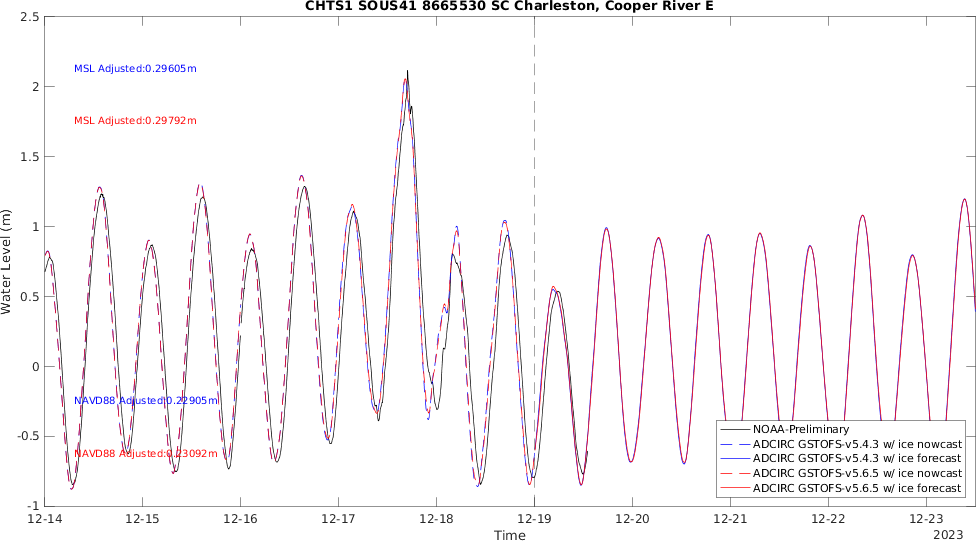 CHTS1 SOUS41 8665530 SC Charleston, Cooper River E
2.5
2
1.5
1
0.5
0
-0.5
-1
Water Level (m)
MSL Adjusted:0.29605m
MSL Adjusted:0.29792m
NAVD88 Adjusted:0.22905m
NAVD88 Adjusted:0.23092m
NOAA-Preliminary
ADCIRC GSTOFS-v5.4.3 w/ ice nowcast
ADCIRC GSTOFS-v5.4.3 w/ ice forecast
ADCIRC GSTOFS-v5.6.5 w/ ice nowcast
ADCIRC GSTOFS-v5.6.5 w/ ice forecast
12-14 12-15 12-16 12-17 12-18 12-19 12-20 12-21 12-22 12-23
Time
2023